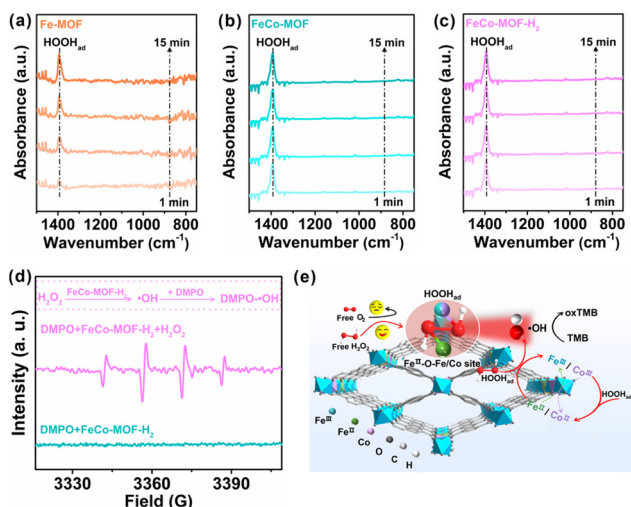 (a)
Fe-MOF
HOOHad
15 min
1 min
Absorbance (a.u.)
1400 1200 1000 800
Wavenumber (cm-1)
(b)
FeCo-MOF
HOOHad
15 min
1 min
Absorbance (a.u.)
1400 1200 1000 800
Wavenumber (cm-1)
(c)
FeCo-MOF-H2
HOOHad
15 min
1 min
Absorbance (a.u.)
1400 1200 1000 800
Wavenumber (cm-1)
(d)
H2O2 FeCo-MOF-H2 •OH + DMPO DMPO-•OH
DMPO+FeCo-MOF-H2+H2O2
DMPO+FeCo-MOF-H2
Intensity (a. u.)
3330 3360 3390
Field (G)
(e)
HOOHad
Free O2
Free H2O2
FeII-O-Fe/Co site
HOOHad
•OH
oxTMB
TMB
FeIII/CoIII
FeII/CoII
HOOHad
FeIII
FeII
Co
O
C
H